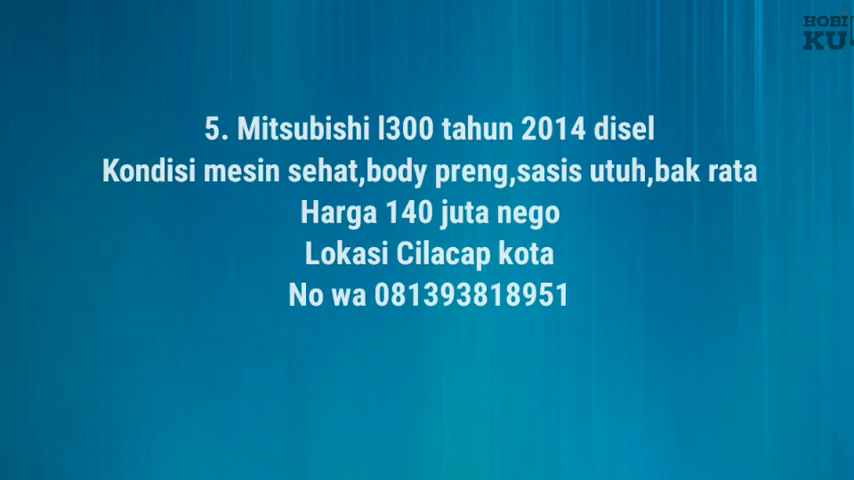 HOBI
KU
5. Mitsubishi l300 tahun 2014 disel
Kondisi mesin sehat,body preng,sasis utuh,bak rata
Harga 140 juta nego
Lokasi Cilacap kota
No wa 081393818951